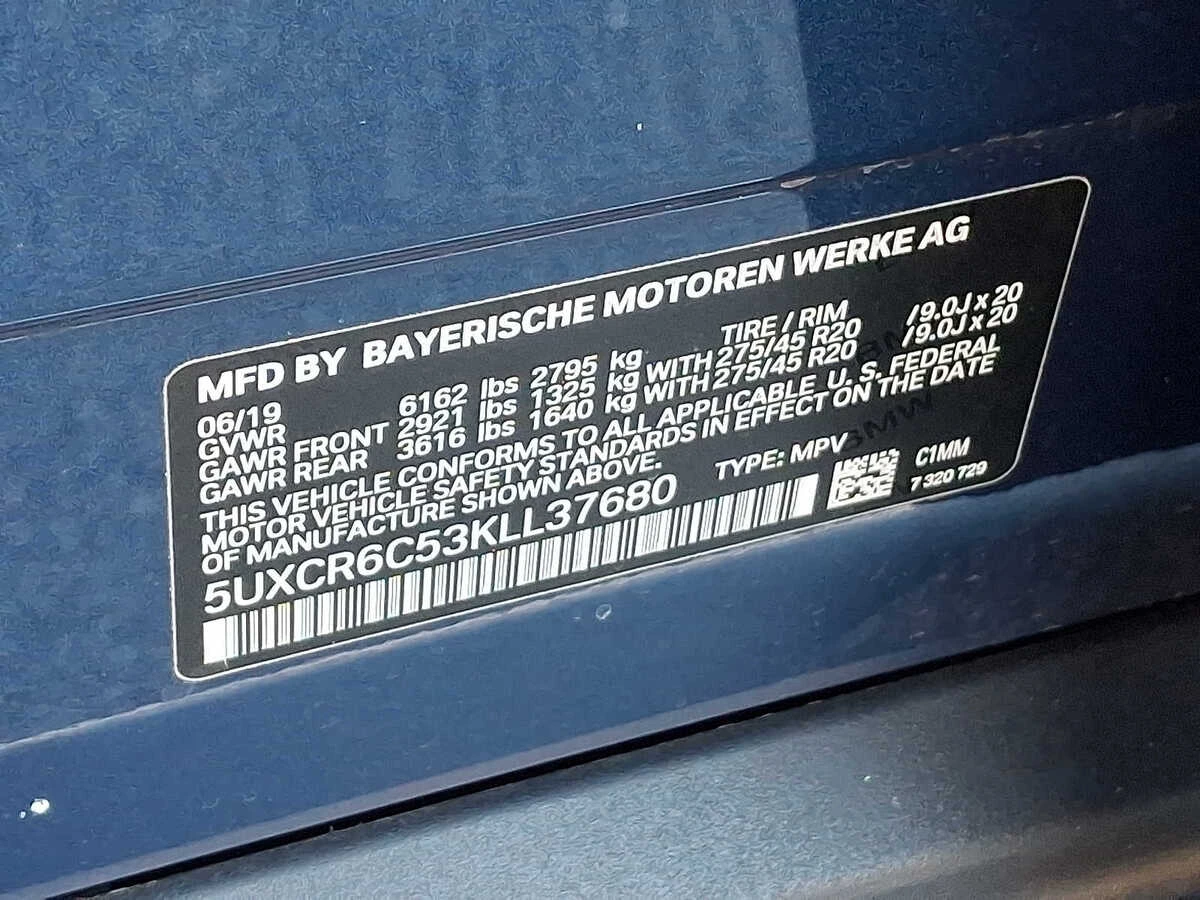 MFD BY BAYERISCHE MOTOREN WERKE AG
06/19 TIRE / RIM
GVWR 6162 lbs 2795 kg
GAWR FRONT 2921 lbs 1325 kg WITH 275/45 R20 /9.0J x 20
GAWR REAR 3616 lbs 1640 kg WITH 275/45 R20 /9.0J x 20
THIS VEHICLE CONFORMS TO ALL APPLICABLE U. S. FEDERAL
MOTOR VEHICLE SAFETY STANDARDS IN EFFECT ON THE DATE
OF MANUFACTURE SHOWN ABOVE.
TYPE: MPV
C1MM
5UXCR6C53KLL37680
7 320 729
BMW